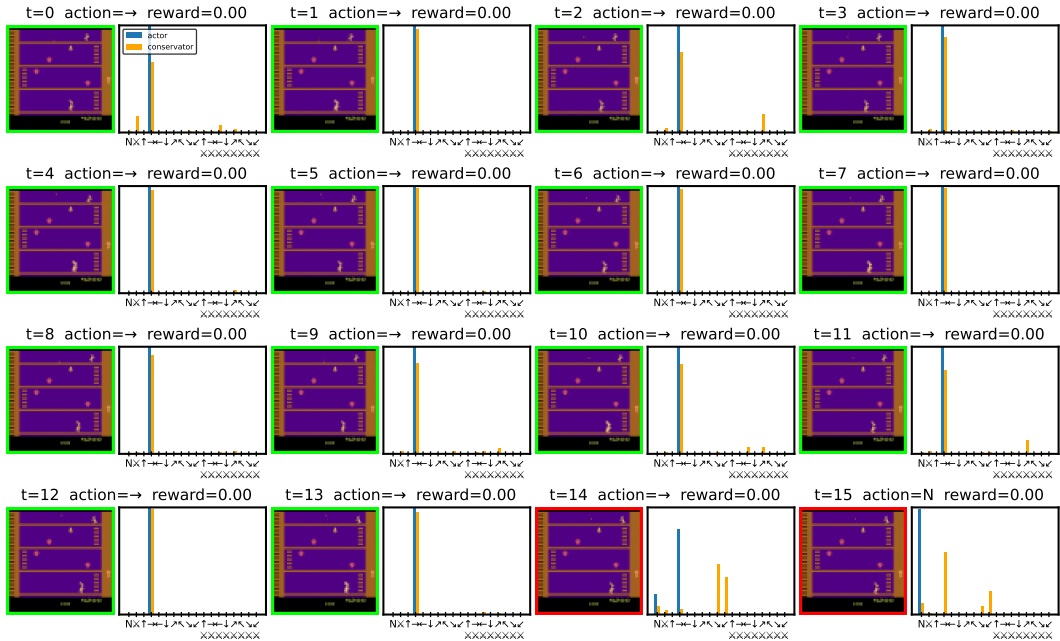 t=0 action=→ reward=0.00
t=1 action=→ reward=0.00
t=2 action=→ reward=0.00
t=3 action=→ reward=0.00
actor
conservator
N⚔↑→←↓↗↖↘↙↑→←↓↗↖↘↙
⚔⚔⚔⚔⚔⚔⚔⚔
N⚔↑→←↓↗↖↘↙↑→←↓↗↖↘↙
⚔⚔⚔⚔⚔⚔⚔⚔
N⚔↑→←↓↗↖↘↙↑→←↓↗↖↘↙
⚔⚔⚔⚔⚔⚔⚔⚔
N⚔↑→←↓↗↖↘↙↑→←↓↗↖↘↙
⚔⚔⚔⚔⚔⚔⚔⚔
t=4 action=→ reward=0.00
t=5 action=→ reward=0.00
t=6 action=→ reward=0.00
t=7 action=→ reward=0.00
N⚔↑→←↓↗↖↘↙↑→←↓↗↖↘↙
⚔⚔⚔⚔⚔⚔⚔⚔
N⚔↑→←↓↗↖↘↙↑→←↓↗↖↘↙
⚔⚔⚔⚔⚔⚔⚔⚔
N⚔↑→←↓↗↖↘↙↑→←↓↗↖↘↙
⚔⚔⚔⚔⚔⚔⚔⚔
N⚔↑→←↓↗↖↘↙↑→←↓↗↖↘↙
⚔⚔⚔⚔⚔⚔⚔⚔
t=8 action=→ reward=0.00
t=9 action=→ reward=0.00
t=10 action=→ reward=0.00
t=11 action=→ reward=0.00
N⚔↑→←↓↗↖↘↙↑→←↓↗↖↘↙
⚔⚔⚔⚔⚔⚔⚔⚔
N⚔↑→←↓↗↖↘↙↑→←↓↗↖↘↙
⚔⚔⚔⚔⚔⚔⚔⚔
N⚔↑→←↓↗↖↘↙↑→←↓↗↖↘↙
⚔⚔⚔⚔⚔⚔⚔⚔
N⚔↑→←↓↗↖↘↙↑→←↓↗↖↘↙
⚔⚔⚔⚔⚔⚔⚔⚔
t=12 action=→ reward=0.00
t=13 action=→ reward=0.00
t=14 action=→ reward=0.00
t=15 action=N reward=0.00
N⚔↑→←↓↗↖↘↙↑→←↓↗↖↘↙
⚔⚔⚔⚔⚔⚔⚔⚔
N⚔↑→←↓↗↖↘↙↑→←↓↗↖↘↙
⚔⚔⚔⚔⚔⚔⚔⚔
N⚔↑→←↓↗↖↘↙↑→←↓↗↖↘↙
⚔⚔⚔⚔⚔⚔⚔⚔
N⚔↑→←↓↗↖↘↙↑→←↓↗↖↘↙
⚔⚔⚔⚔⚔⚔⚔⚔